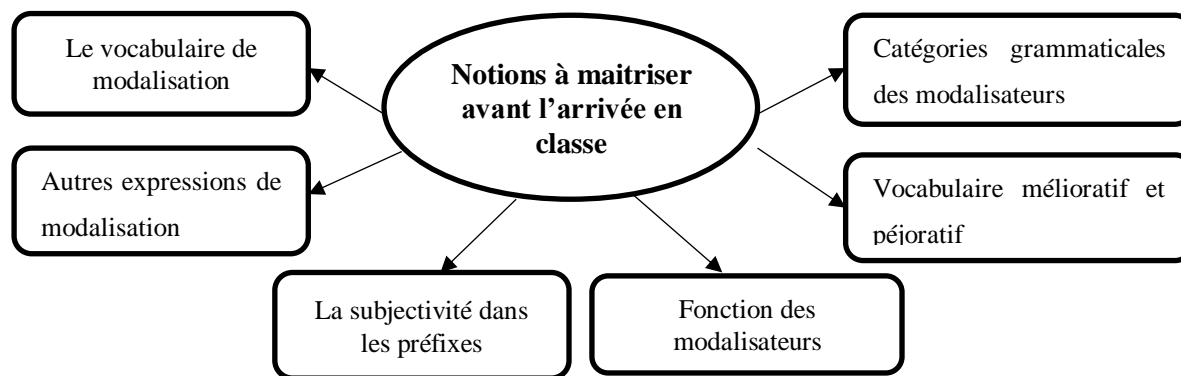 Le vocabulaire de
modalisation
Notions à maitriser
avant l’arrivée en
classe
Catégories grammaticales
des modalisateurs
Autres expressions de
modalisation
Vocabulaire mélioratif et
péjoratif
La subjectivité dans
les préfixes
Fonction des
modalisateurs